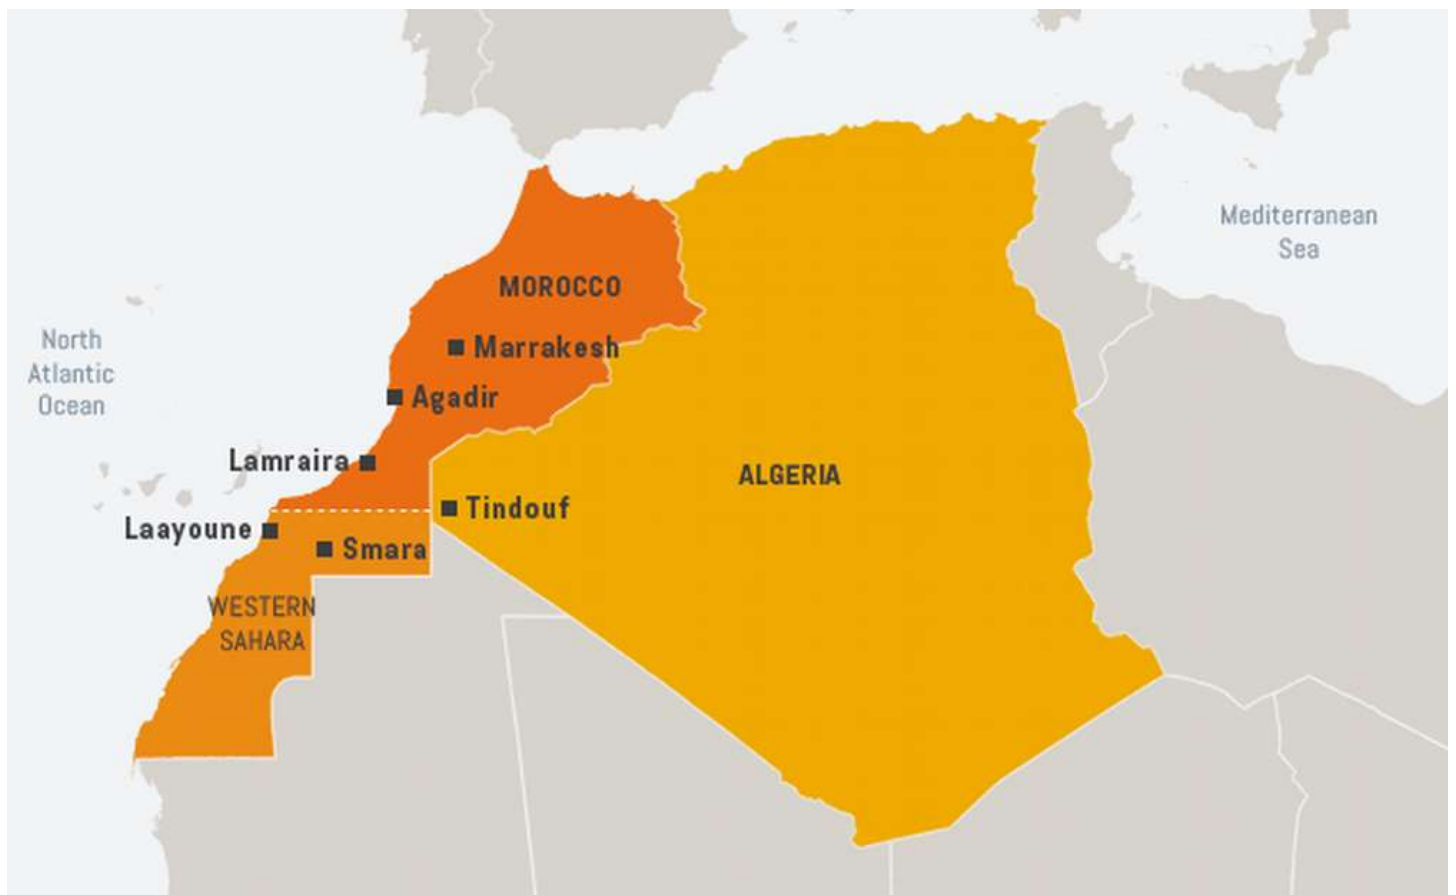 MOROCCO
Marrakesh
Agadir
Lamraira
Laayoune
Smara
Tindouf
WESTERN
SAHARA
ALGERIA
North
Atlantic
Ocean
Mediterranean
Sea